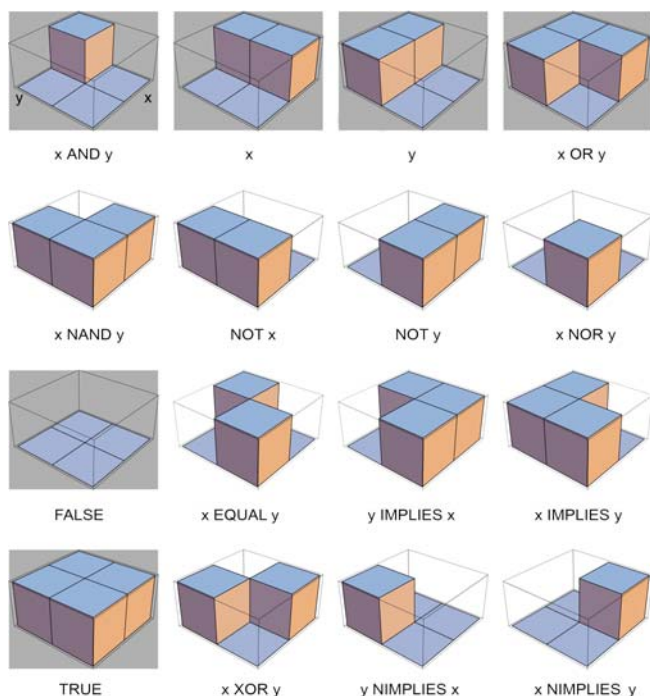 y x
x AND y x y x OR y
x NAND y NOT x NOT y x NOR y
FALSE x EQUAL y y IMPLIES x x IMPLIES y
TRUE x XOR y y NIMPLIES x x NIMPLIES y